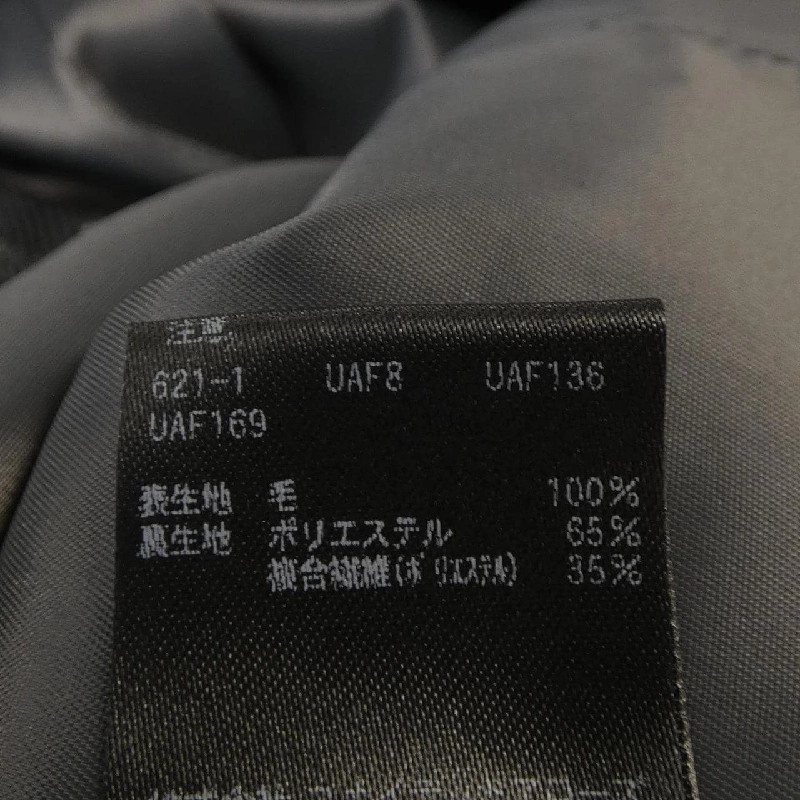 注意
621-1 UAF8 UAF136
UAF169
表生地 毛 100%
裏生地 ポリエステル 65%
複合繊維(ポリエステル) 35%